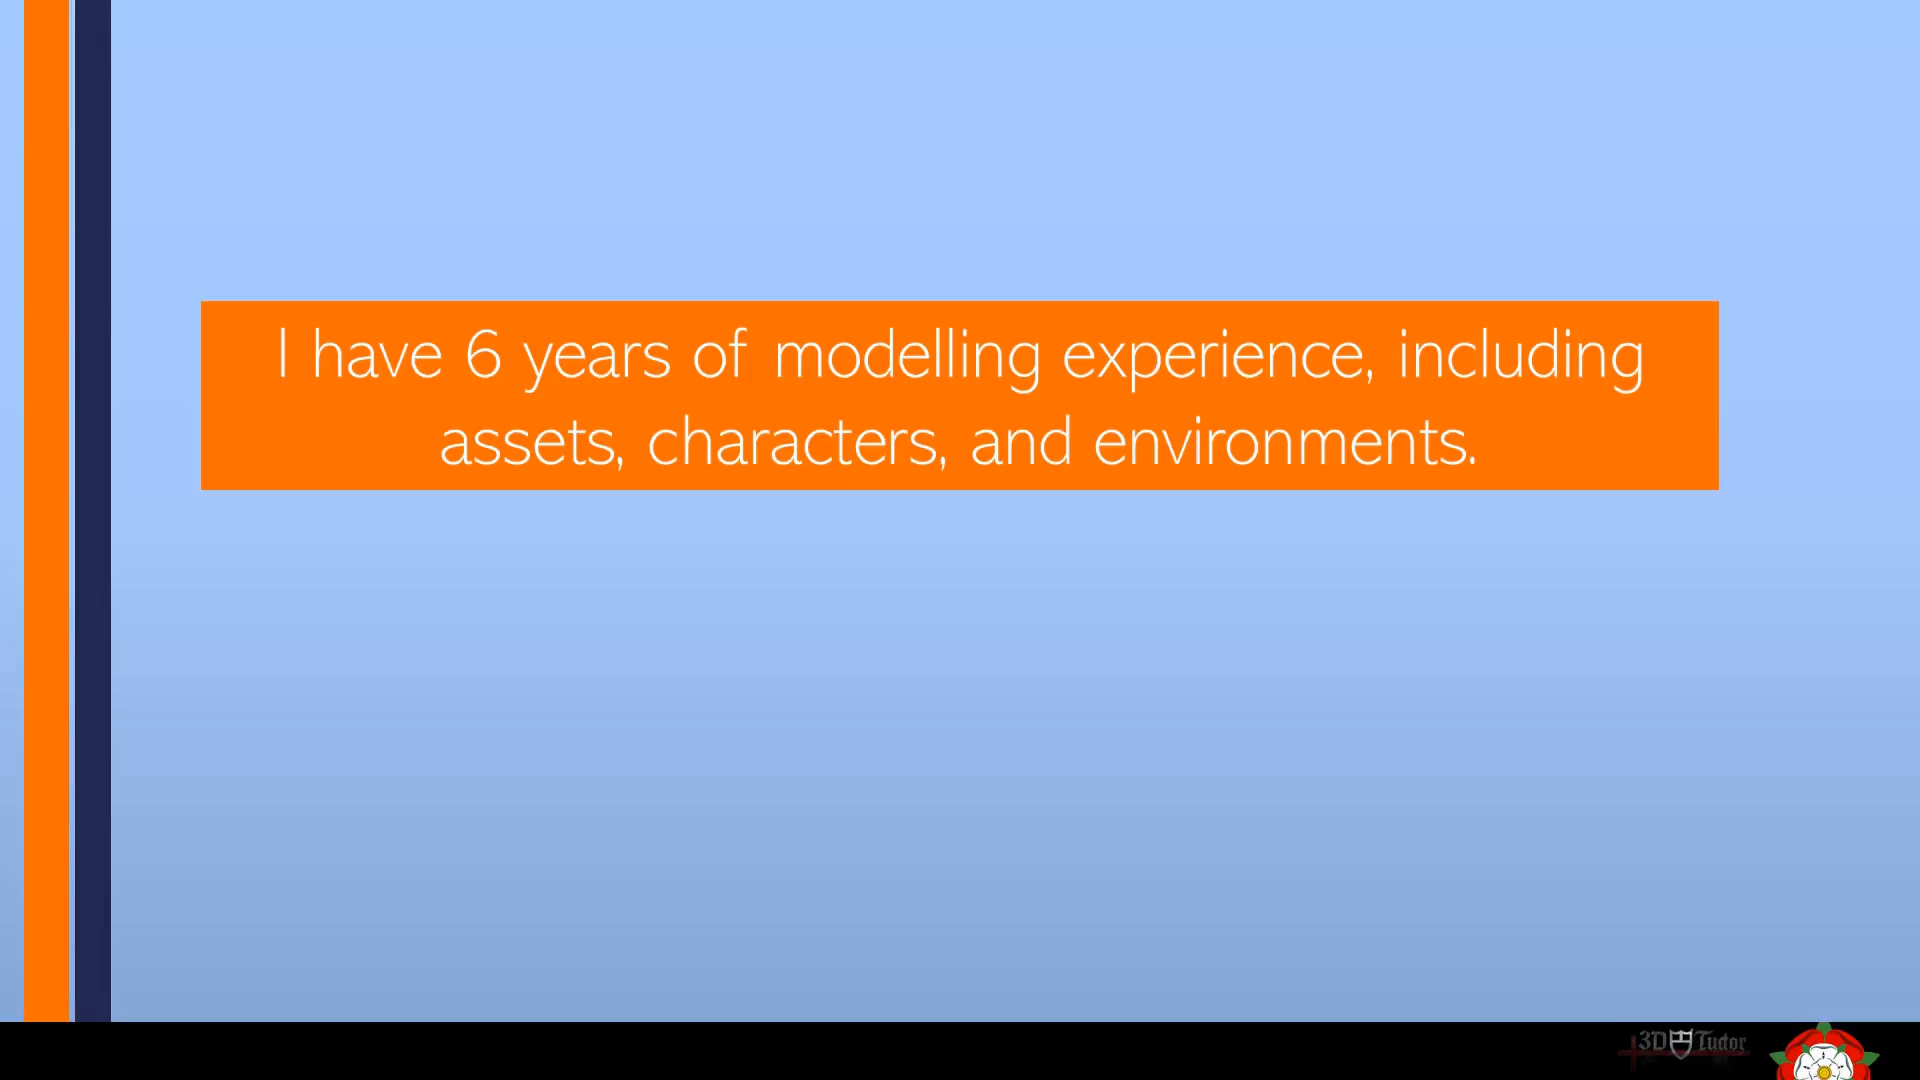 I have 6 years of modelling experience, including
assets, characters, and environments.
3D Tudor